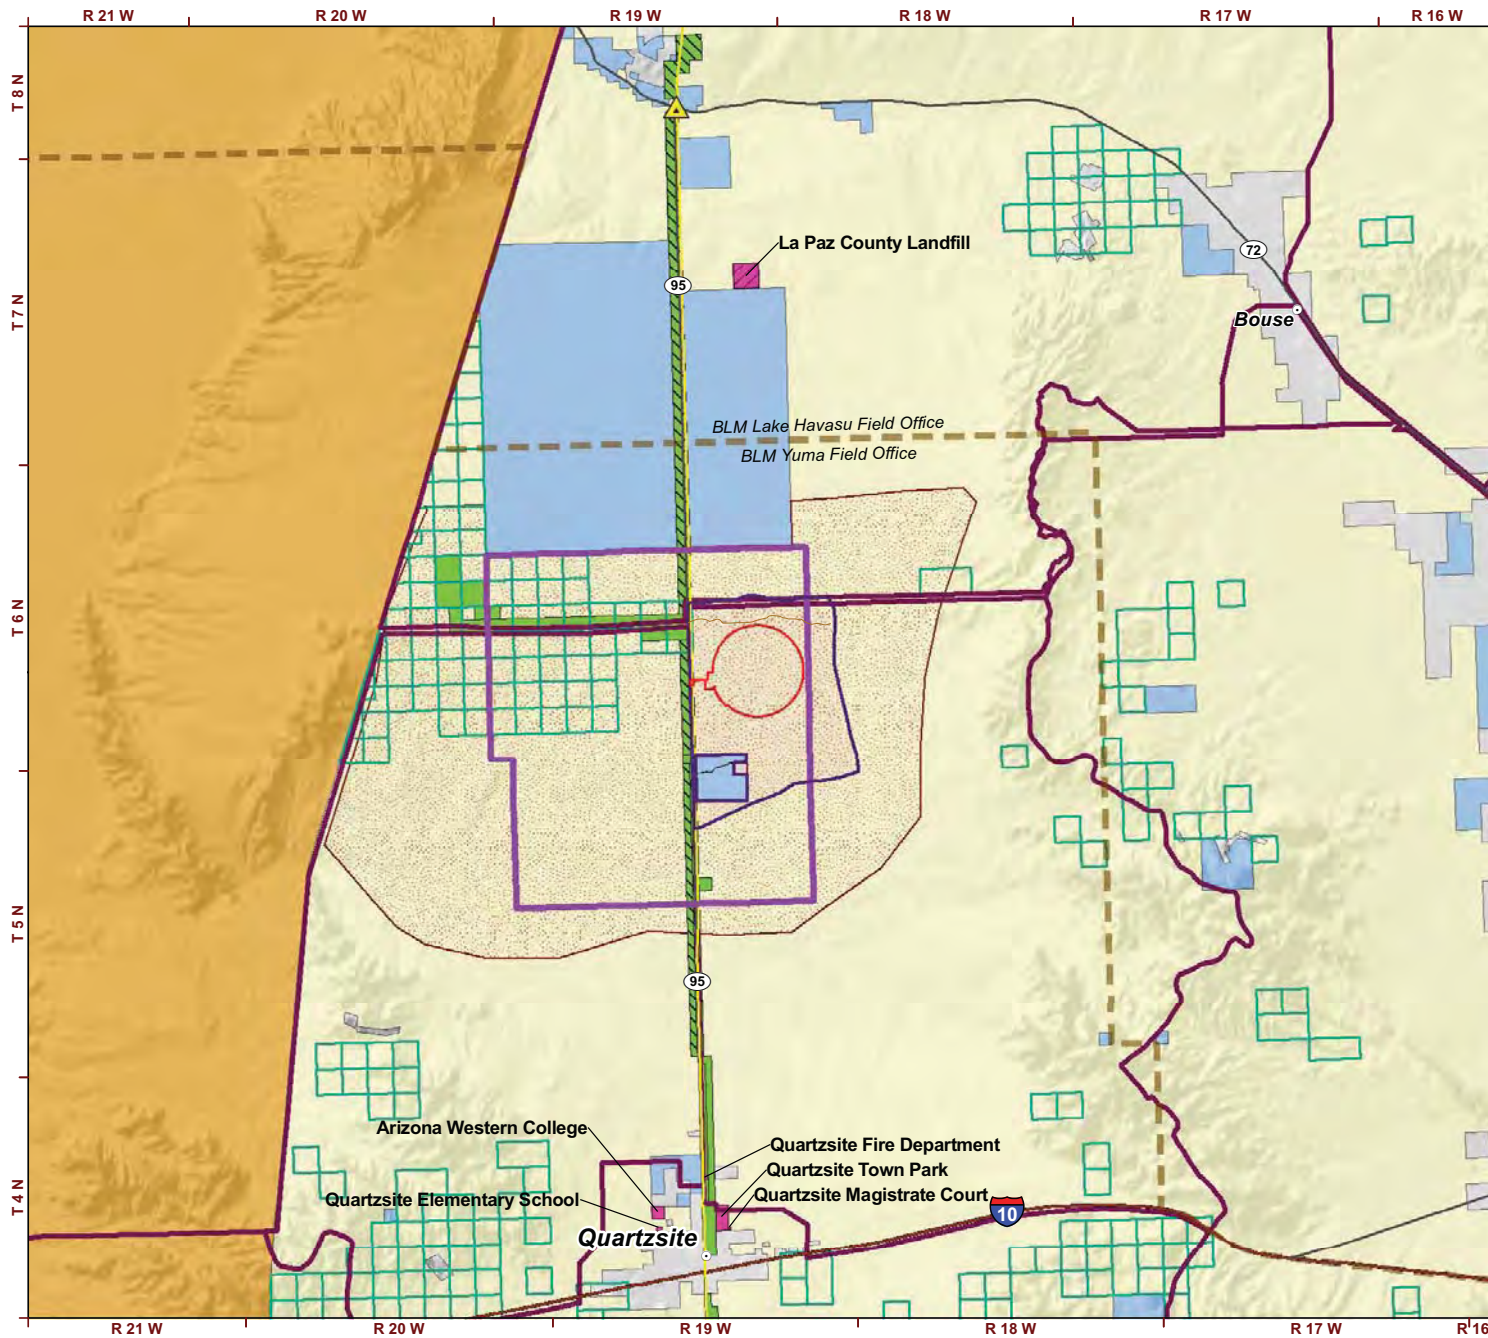 R 21 W
R 20 W
R 19 W
R 18 W
R 17 W
R 16 W
T 8 N
La Paz County Landfill
72
95
T 7 N
Bouse
BLM Lake Havasu Field Office
BLM Yuma Field Office
T 6 N
T 5 N
95
Arizona Western College
Quartzsite Fire Department
Quartzsite Town Park
Quartzsite Elementary School
Quartzsite Magistrate Court
T 4 N
10
Quartzsite
R 21 W
R 20 W
R 19 W
R 18 W
R 17 W
R 16